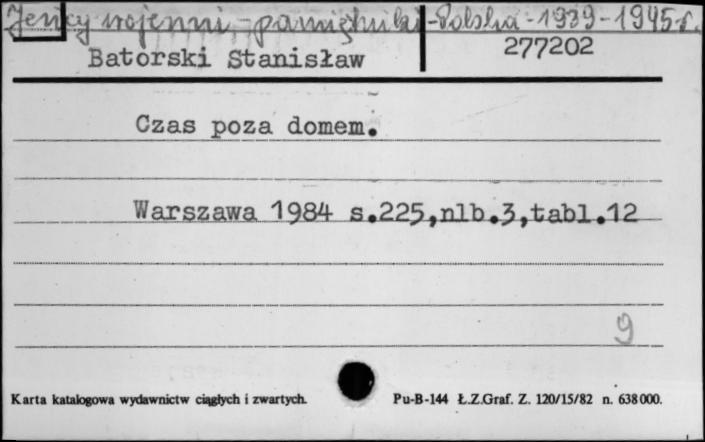 Jeńcy wojenni - pamiętniki - Polska - 1939-1945 r.
Batorski Stanisław
277202
Czas poza domem.
Warszawa 1984 s.225,nlb.3,tabl.12
9
Karta katalogowa wydawnictw ciągłych i zwartych.
Pu-B-144 Ł.Z.Graf. Z. 120/15/82 n. 638000.